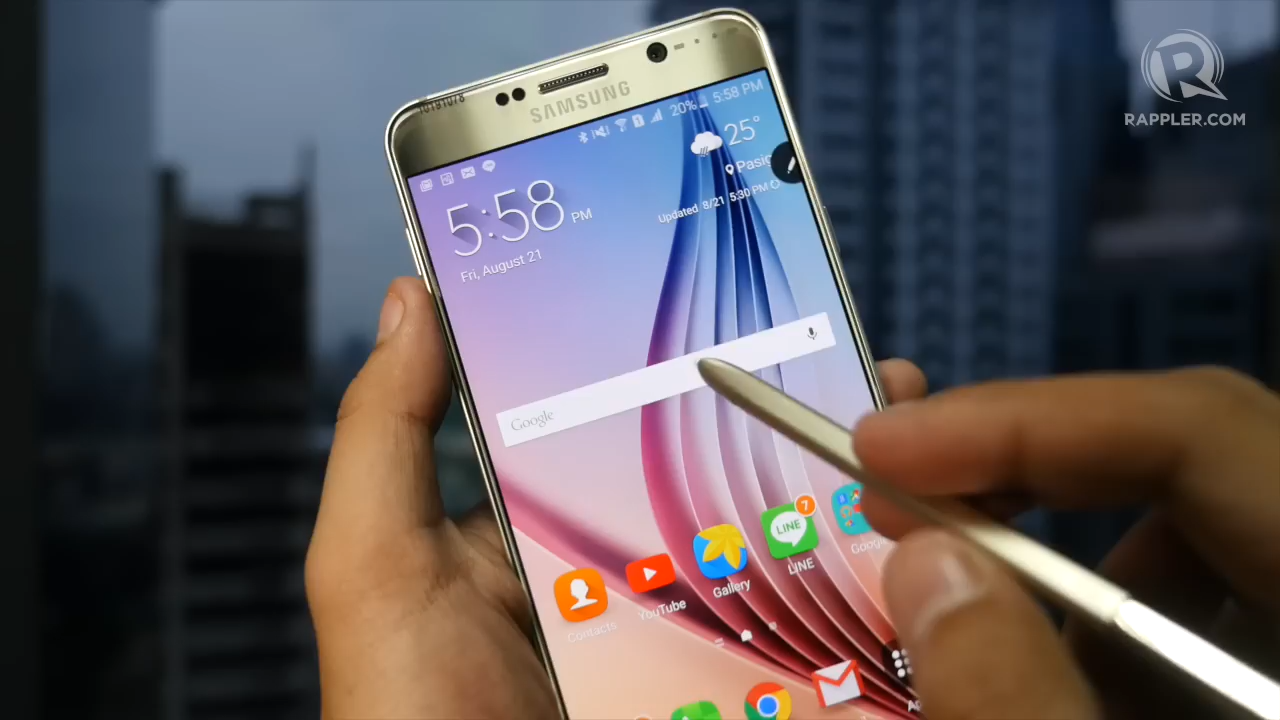 RAPPLER.COM
SAMSUNG
20% 5:58 PM
25°
Pasig
Updated 8/21 5:30 PM
5:58 PM
Fri, August 21
Google
7
LINE
Contacts
YouTube
Gallery
LINE
Google